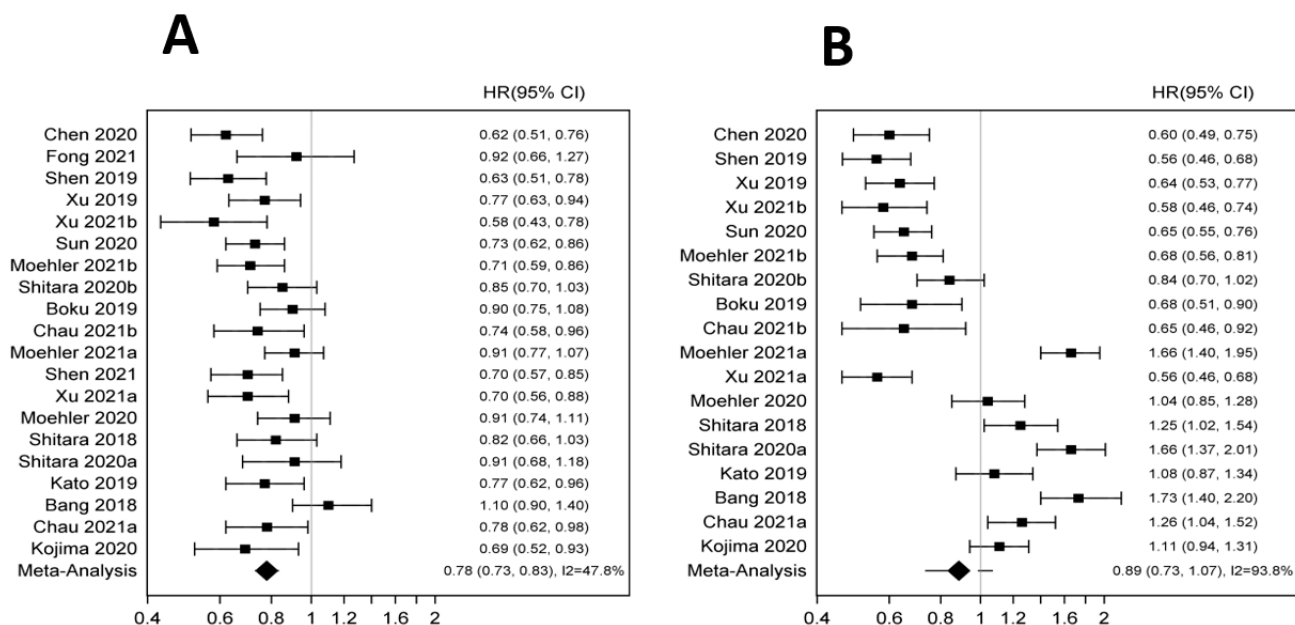 A
HR(95% CI)
Chen 2020 0.62 (0.51, 0.76)
Fong 2021 0.92 (0.66, 1.27)
Shen 2019 0.63 (0.51, 0.78)
Xu 2019 0.77 (0.63, 0.94)
Xu 2021b 0.58 (0.43, 0.78)
Sun 2020 0.73 (0.62, 0.86)
Moehler 2021b 0.71 (0.59, 0.86)
Shitara 2020b 0.85 (0.70, 1.03)
Boku 2019 0.90 (0.75, 1.08)
Chau 2021b 0.74 (0.58, 0.96)
Moehler 2021a 0.91 (0.77, 1.07)
Shen 2021 0.70 (0.57, 0.85)
Xu 2021a 0.70 (0.56, 0.88)
Moehler 2020 0.91 (0.74, 1.11)
Shitara 2018 0.82 (0.66, 1.03)
Shitara 2020a 0.91 (0.68, 1.18)
Kato 2019 0.77 (0.62, 0.96)
Bang 2018 1.10 (0.90, 1.40)
Chau 2021a 0.78 (0.62, 0.98)
Kojima 2020 0.69 (0.52, 0.93)
Meta-Analysis 0.78 (0.73, 0.83), I2=47.8%
0.4 0.6 0.8 1 1.2 1.6 2
B
HR(95% CI)
Chen 2020 0.60 (0.49, 0.75)
Shen 2019 0.56 (0.46, 0.68)
Xu 2019 0.64 (0.53, 0.77)
Xu 2021b 0.58 (0.46, 0.74)
Sun 2020 0.65 (0.55, 0.76)
Moehler 2021b 0.68 (0.56, 0.81)
Shitara 2020b 0.84 (0.70, 1.02)
Boku 2019 0.68 (0.51, 0.90)
Chau 2021b 0.65 (0.46, 0.92)
Moehler 2021a 1.66 (1.40, 1.95)
Xu 2021a 0.56 (0.46, 0.68)
Moehler 2020 1.04 (0.85, 1.28)
Shitara 2018 1.25 (1.02, 1.54)
Shitara 2020a 1.66 (1.37, 2.01)
Kato 2019 1.08 (0.87, 1.34)
Bang 2018 1.73 (1.40, 2.20)
Chau 2021a 1.26 (1.04, 1.52)
Kojima 2020 1.11 (0.94, 1.31)
Meta-Analysis 0.89 (0.73, 1.07), I2=93.8%
0.4 0.6 0.8 1 1.2 1.6 2